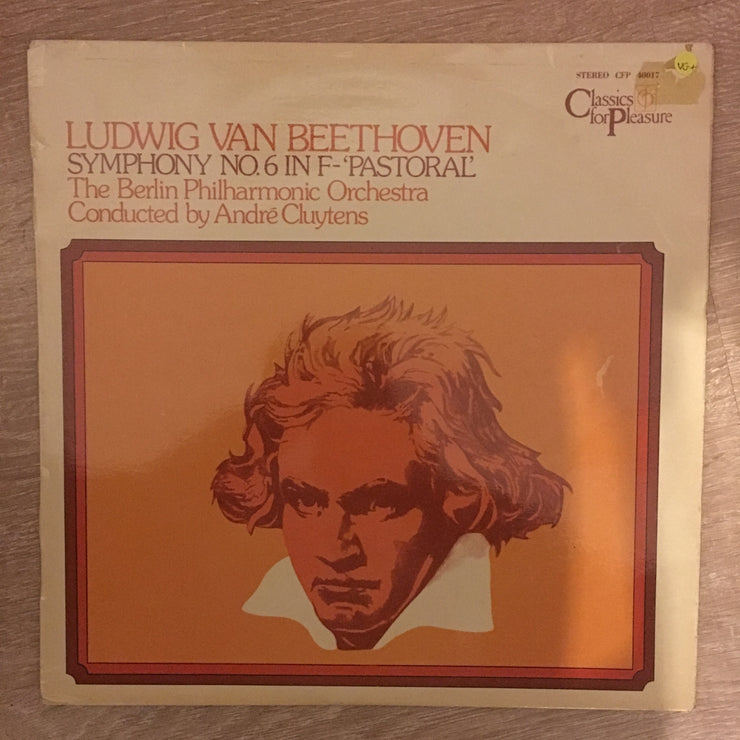 VG+
STEREO CFP 40017
Classics
for Pleasure
LUDWIG VAN BEETHOVEN
SYMPHONY NO. 6 IN F-'PASTORAL'
The Berlin Philharmonic Orchestra
Conducted by André Cluytens